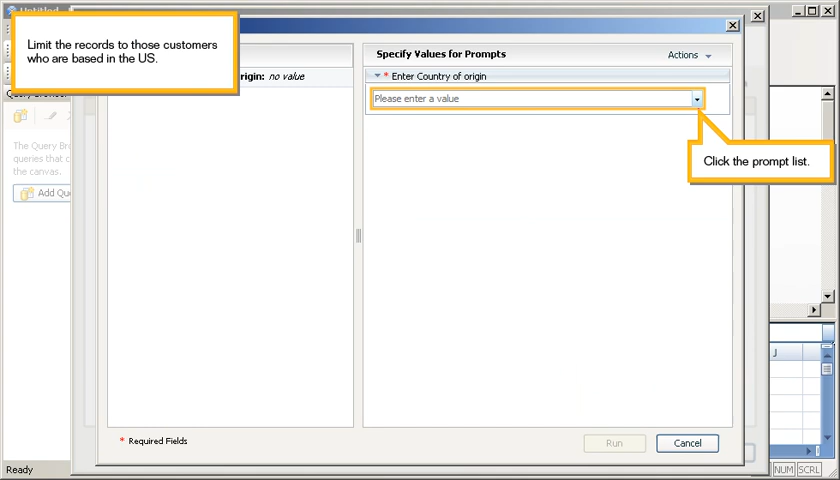 Untitled
Limit the records to those customers
who are based in the US.
Query Browser
The Query Bro
queries that c
the canvas.
Add Que
rigin: no value
Specify Values for Prompts
Actions
* Enter Country of origin
Please enter a value
Click the prompt list.
* Required Fields
Run
Cancel
J
Ready
NUM
SCRL